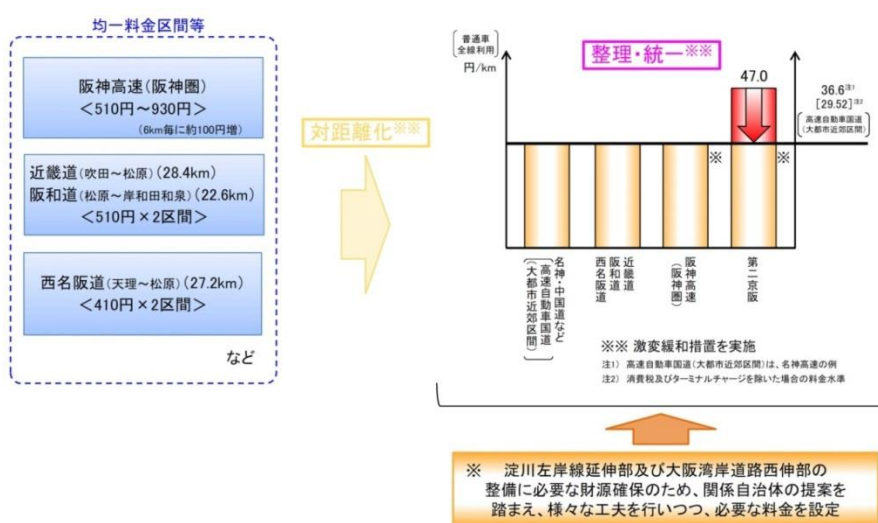 均一料金区間等
阪神高速(阪神圏)
<510円～930円>
(6km毎に約100円増)
近畿道(吹田～松原)(28.4km)
阪和道(松原～岸和田和泉)(22.6km)
<510円×2区間>
西名阪道(天理～松原)(27.2km)
<410円×2区間>
など
対距離化※※
普通車
全線利用
円/km
整理・統一※※
47.0
36.6注1
[29.52]注2
高速自動車国道
(大都市近郊区間)
※
※
名神・中国道など
高速自動車国道
(大都市近郊区間)
近畿道
阪和道
西名阪道
阪神高速
(阪神圏)
第二京阪
※※ 激変緩和措置を実施
注1) 高速自動車国道(大都市近郊区間)は、名神高速の例
注2) 消費税及びターミナルチャージを除いた場合の料金水準
※ 淀川左岸線延伸部及び大阪湾岸道路西伸部の
整備に必要な財源確保のため、関係自治体の提案を
踏まえ、様々な工夫を行いつつ、必要な料金を設定